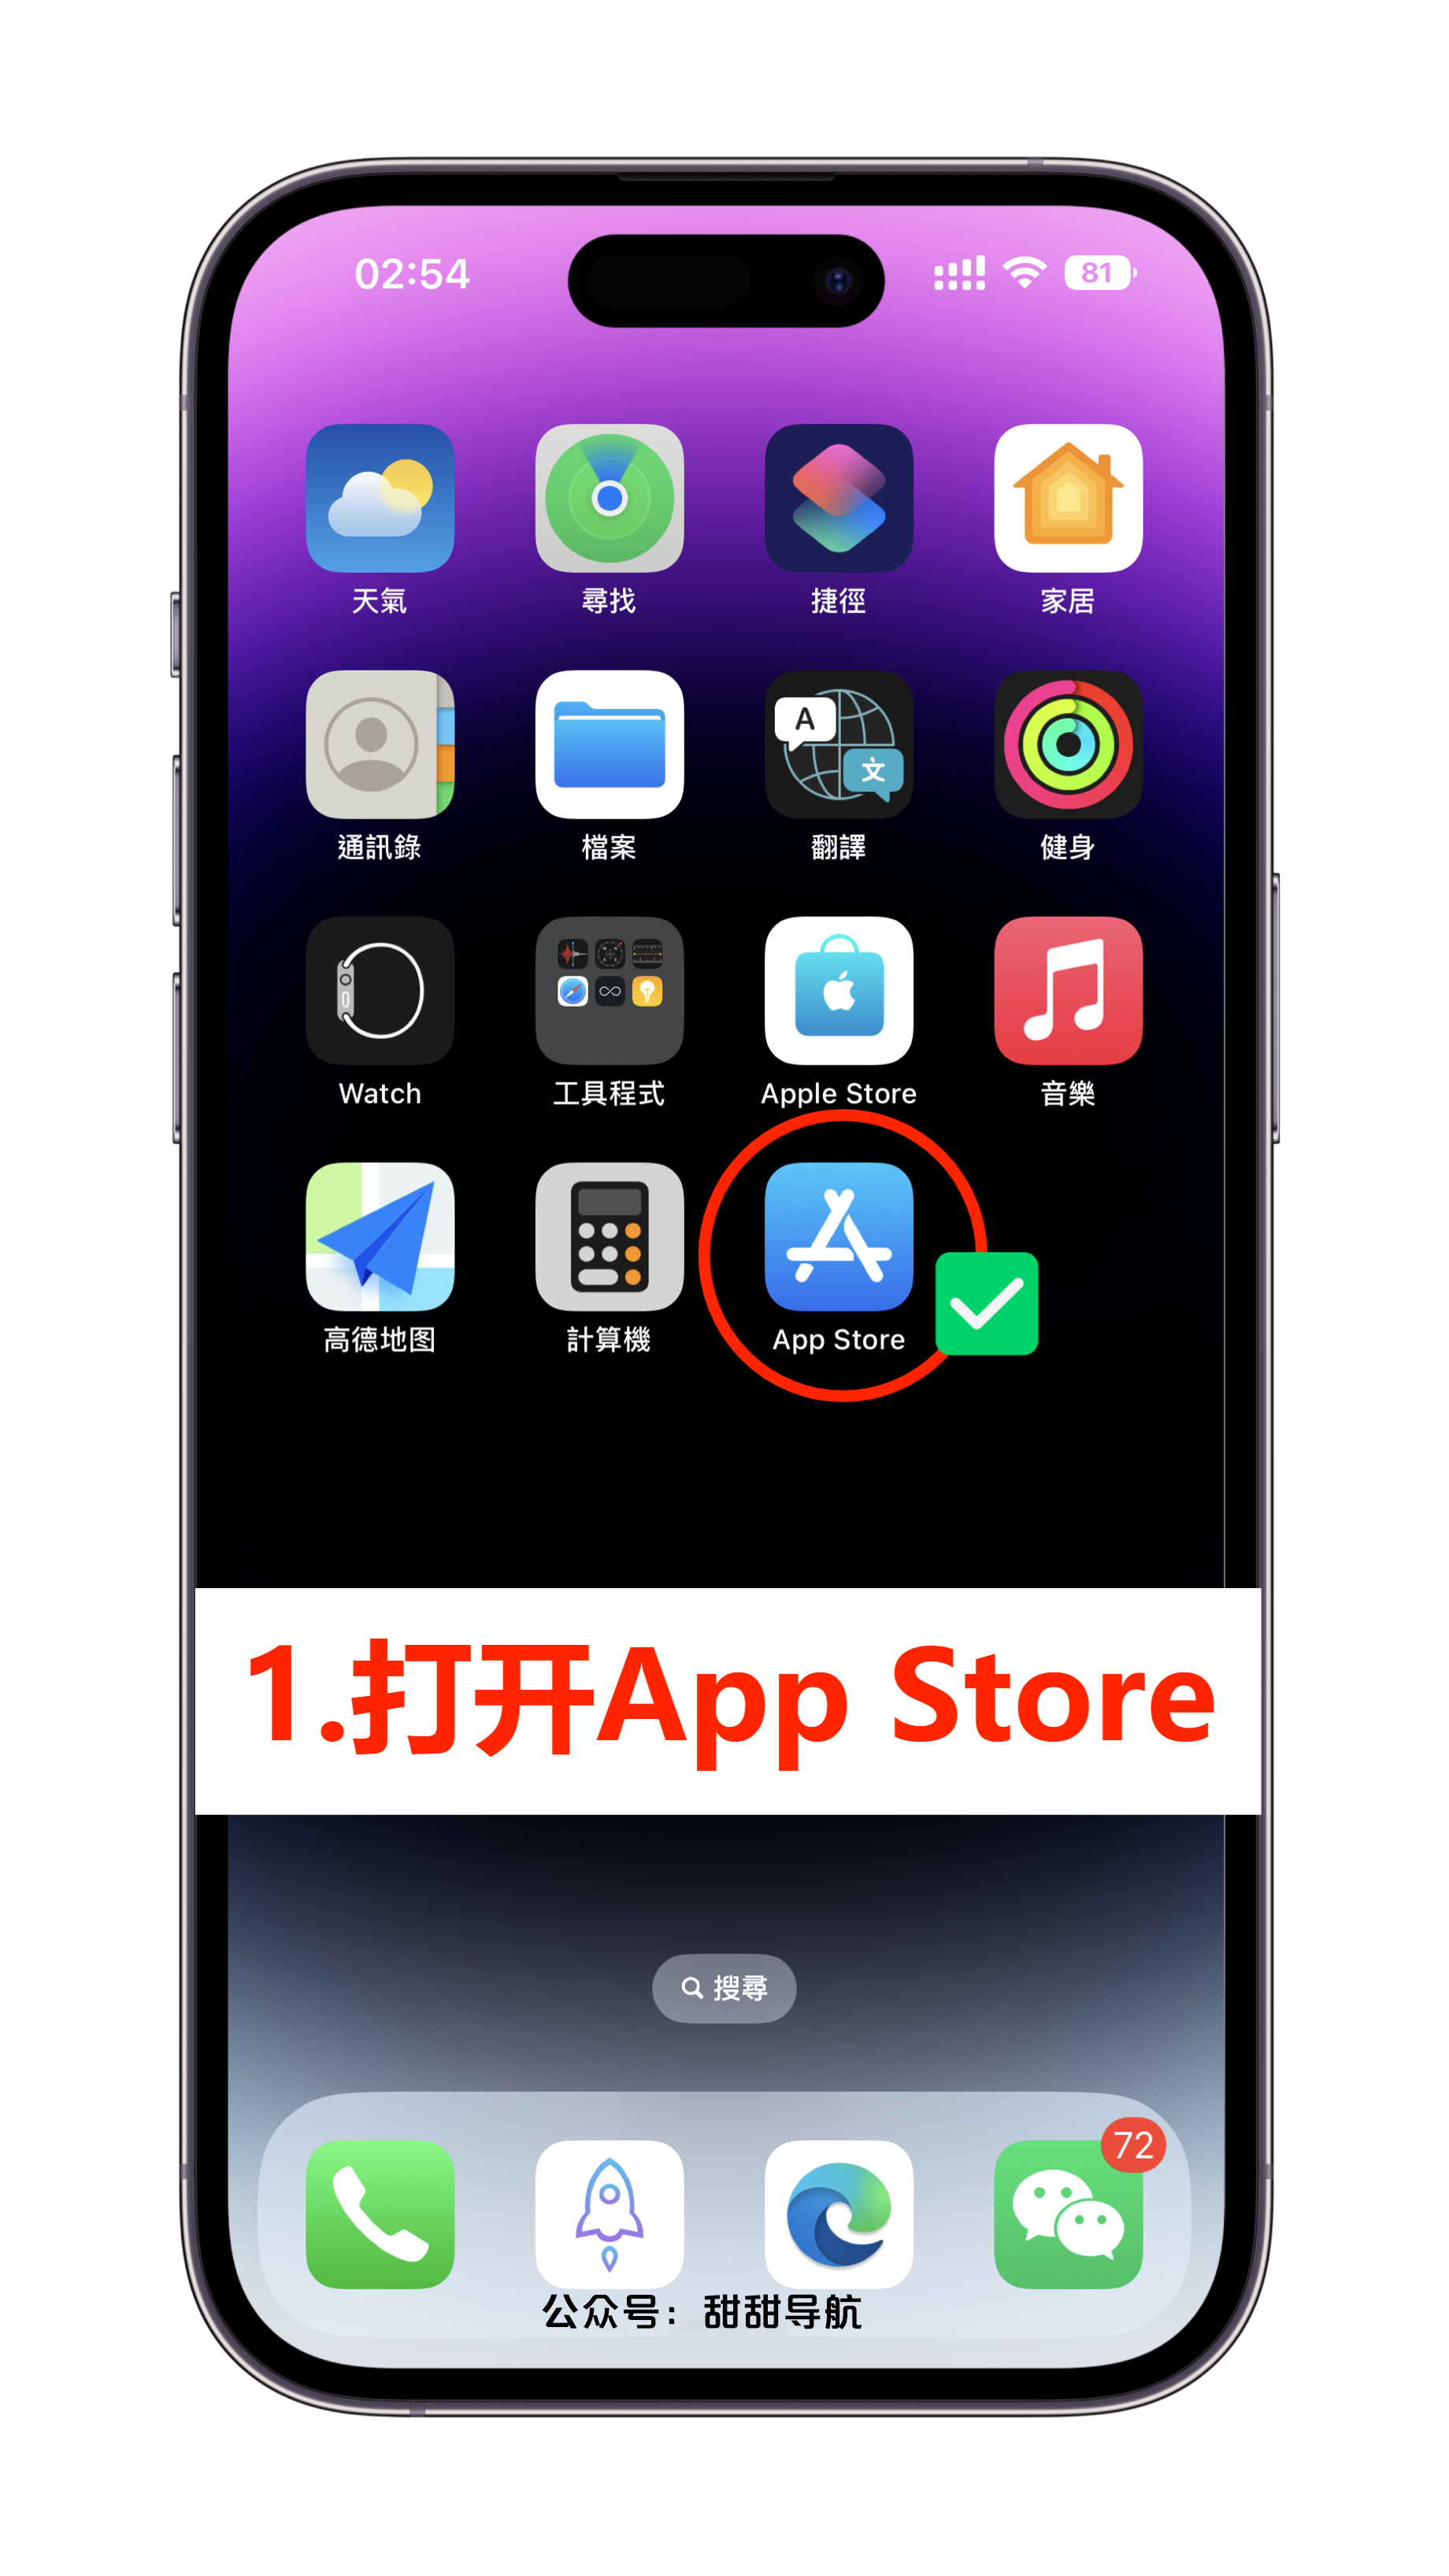 02:54
81
天氣
尋找
捷徑
家居
A
文
通訊錄
檔案
翻譯
健身
Watch
工具程式
Apple Store
音樂
高德地图
計算機
App Store
1.打开App Store
搜尋
72
公众号：甜甜导航